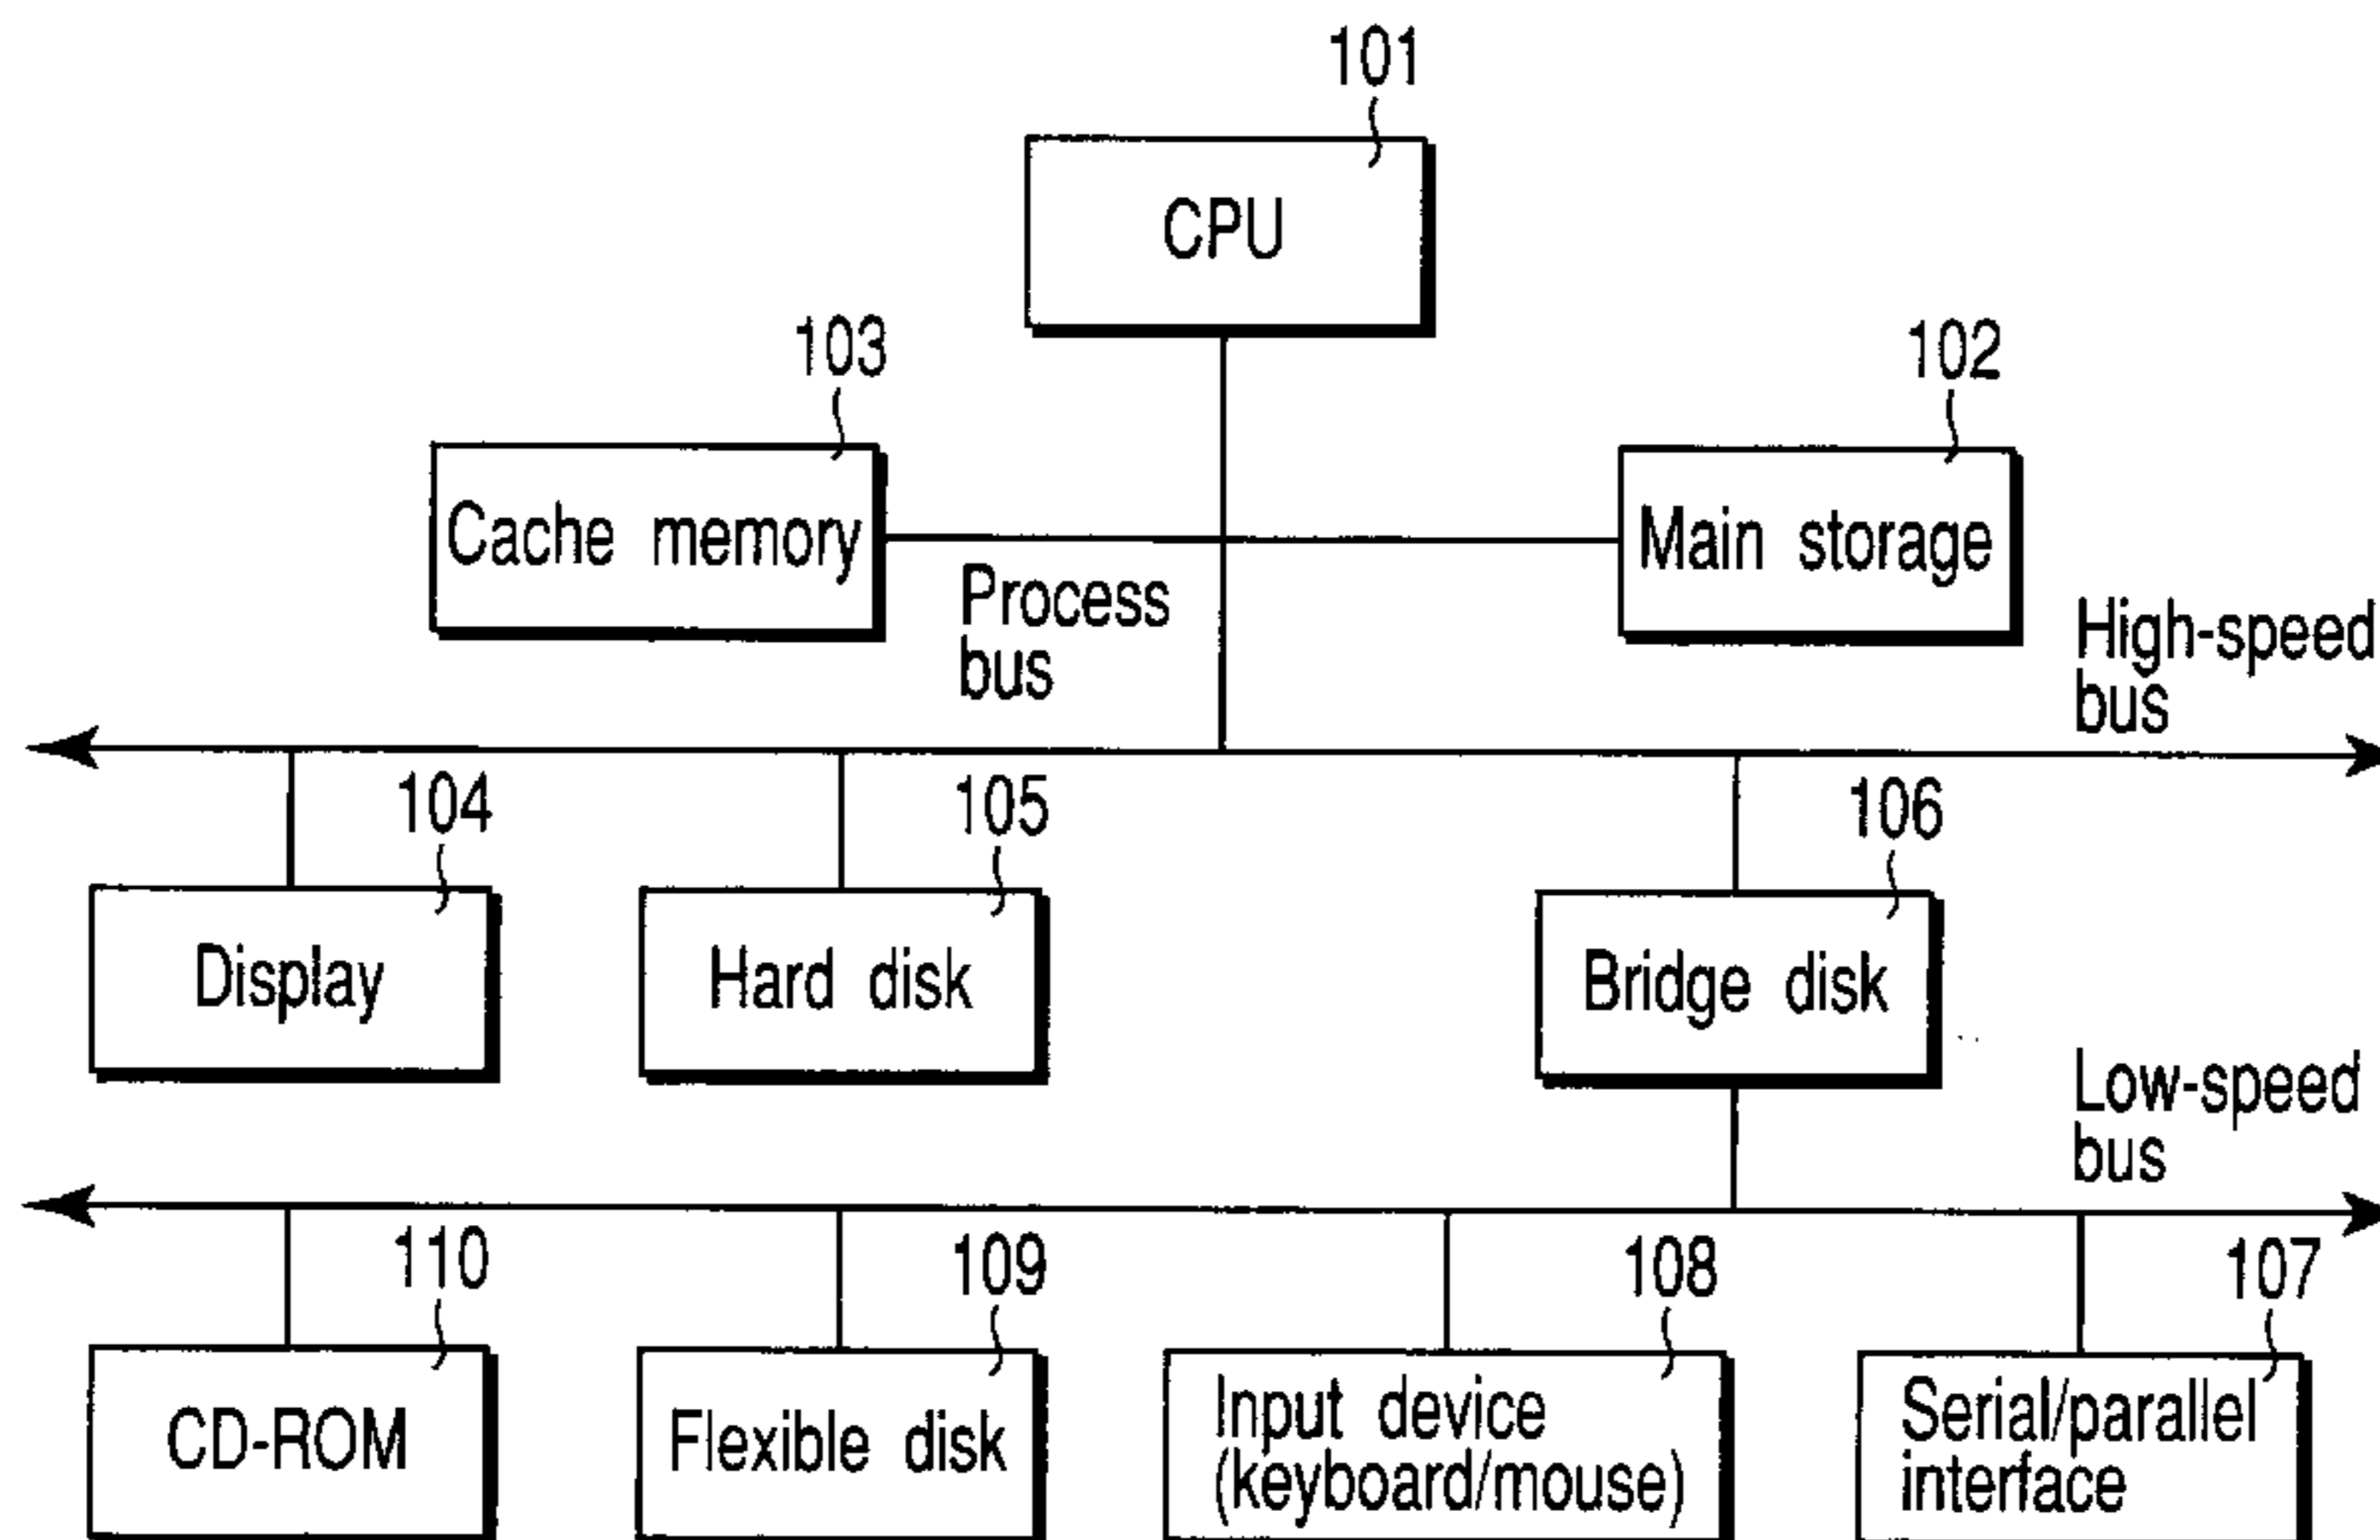 101
CPU
103
102
Cache memory
Main storage
Process
bus
High-speed
bus
104
105
106
Display
Hard disk
Bridge disk
Low-speed
bus
110
109
108
107
CD-ROM
Flexible disk
Input device
(keyboard/mouse)
Serial/parallel
interface